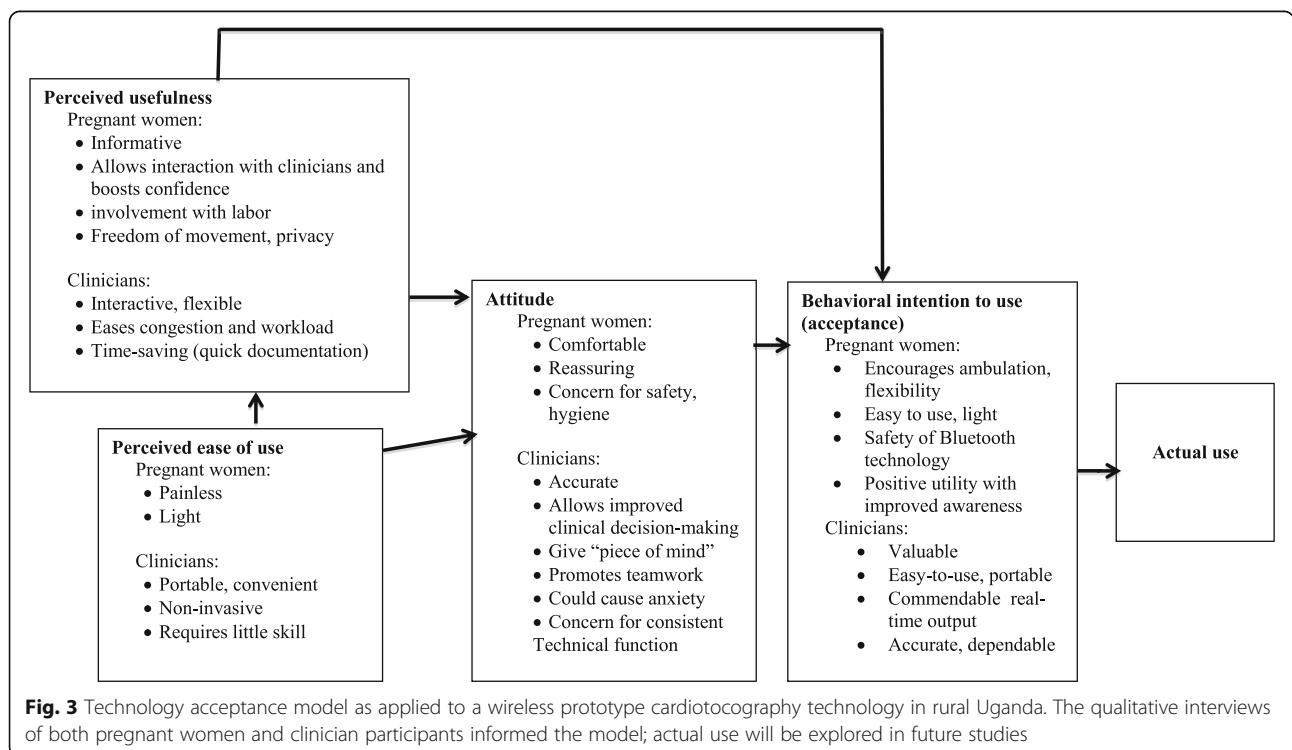 Perceived usefulness
Pregnant women:
• Informative
• Allows interaction with clinicians and
boosts confidence
• involvement with labor
• Freedom of movement, privacy
Clinicians:
• Interactive, flexible
• Eases congestion and workload
• Time-saving (quick documentation)
Perceived ease of use
Pregnant women:
• Painless
• Light
Clinicians:
• Portable, convenient
• Non-invasive
• Requires little skill
Attitude
Pregnant women:
• Comfortable
• Reassuring
• Concern for safety,
hygiene
Clinicians:
• Accurate
• Allows improved
clinical decision-making
• Give “piece of mind”
• Promotes teamwork
• Could cause anxiety
• Concern for consistent
Technical function
Behavioral intention to use
(acceptance)
Pregnant women:
• Encourages ambulation,
flexibility
• Easy to use, light
• Safety of Bluetooth
technology
• Positive utility with
improved awareness
Clinicians:
• Valuable
• Easy-to-use, portable
• Commendable real-
time output
• Accurate, dependable
Actual use
Fig. 3 Technology acceptance model as applied to a wireless prototype cardiotocography technology in rural Uganda. The qualitative interviews
of both pregnant women and clinician participants informed the model; actual use will be explored in future studies